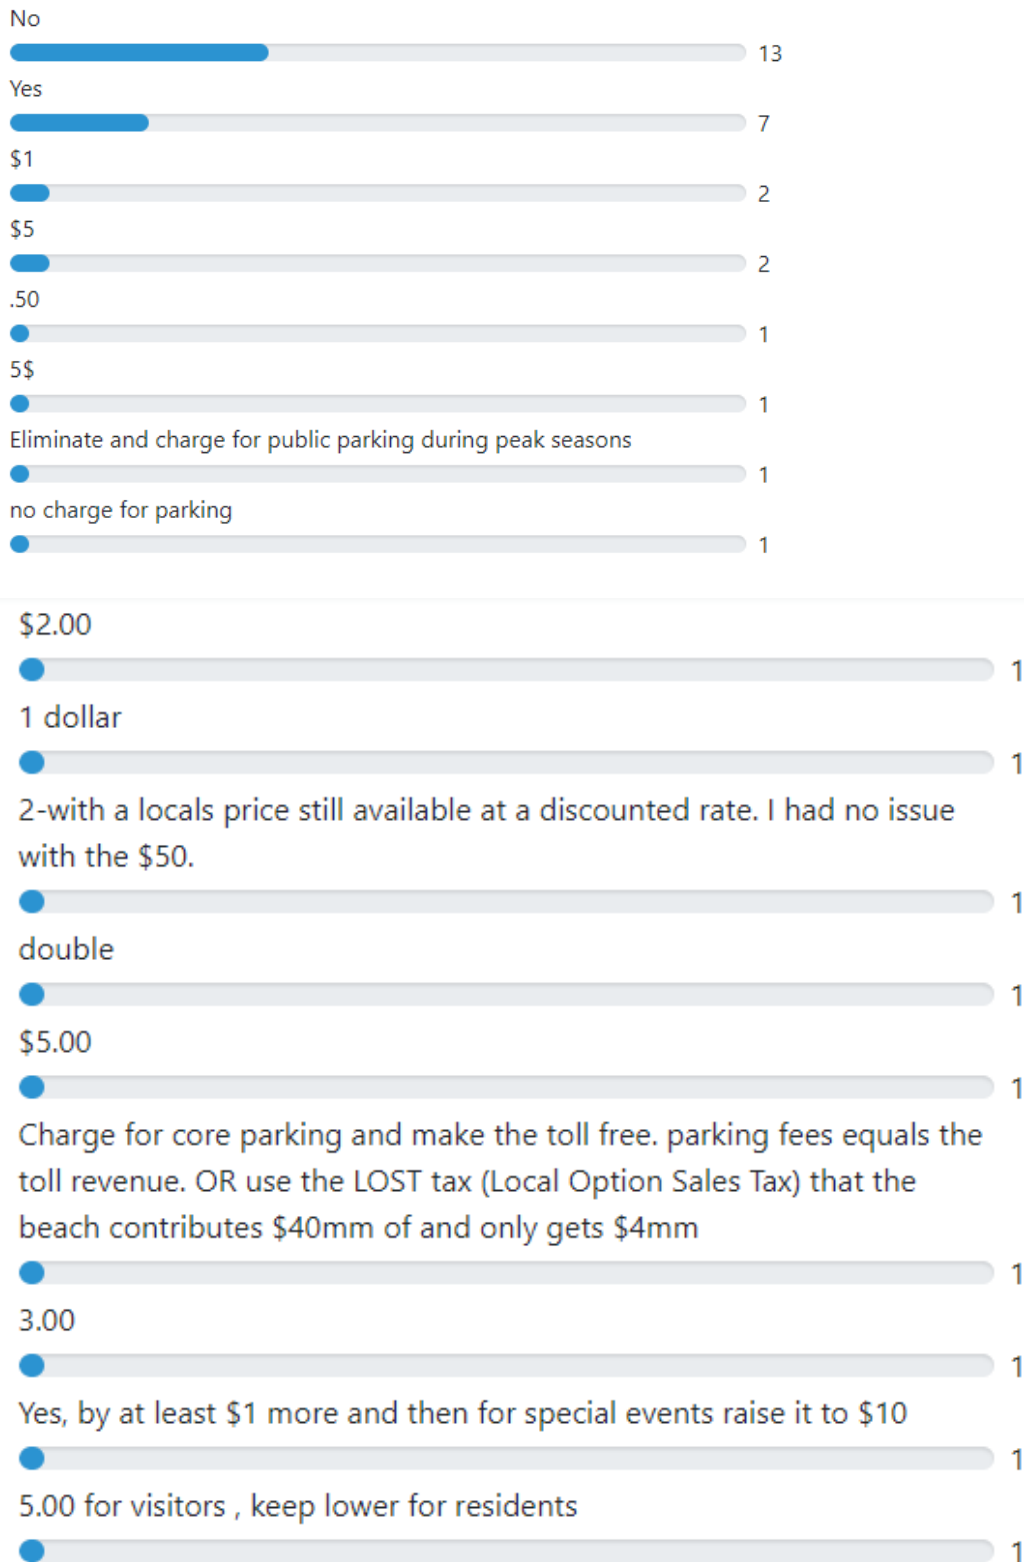 No
13
Yes
7
$1
2
$5
2
.50
1
5$
1
Eliminate and charge for public parking during peak seasons
1
no charge for parking
1
$2.00
1
1 dollar
1
2-with a locals price still available at a discounted rate. I had no issue
with the $50.
1
double
1
$5.00
1
Charge for core parking and make the toll free. parking fees equals the
toll revenue. OR use the LOST tax (Local Option Sales Tax) that the
beach contributes $40mm of and only gets $4mm
1
3.00
1
Yes, by at least $1 more and then for special events raise it to $10
1
5.00 for visitors , keep lower for residents
1